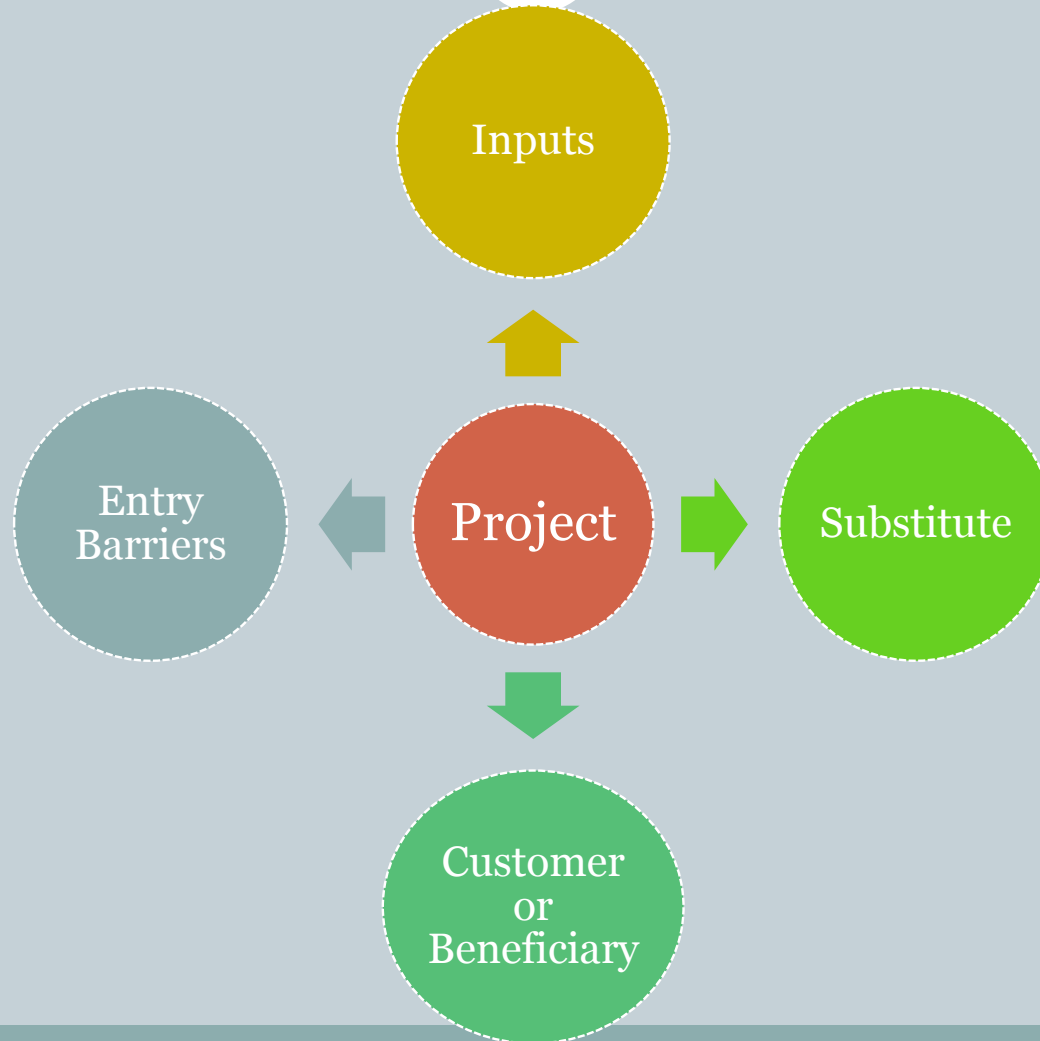 Inputs
Entry
Barriers
Project
Substitute
Customer
or
Beneficiary